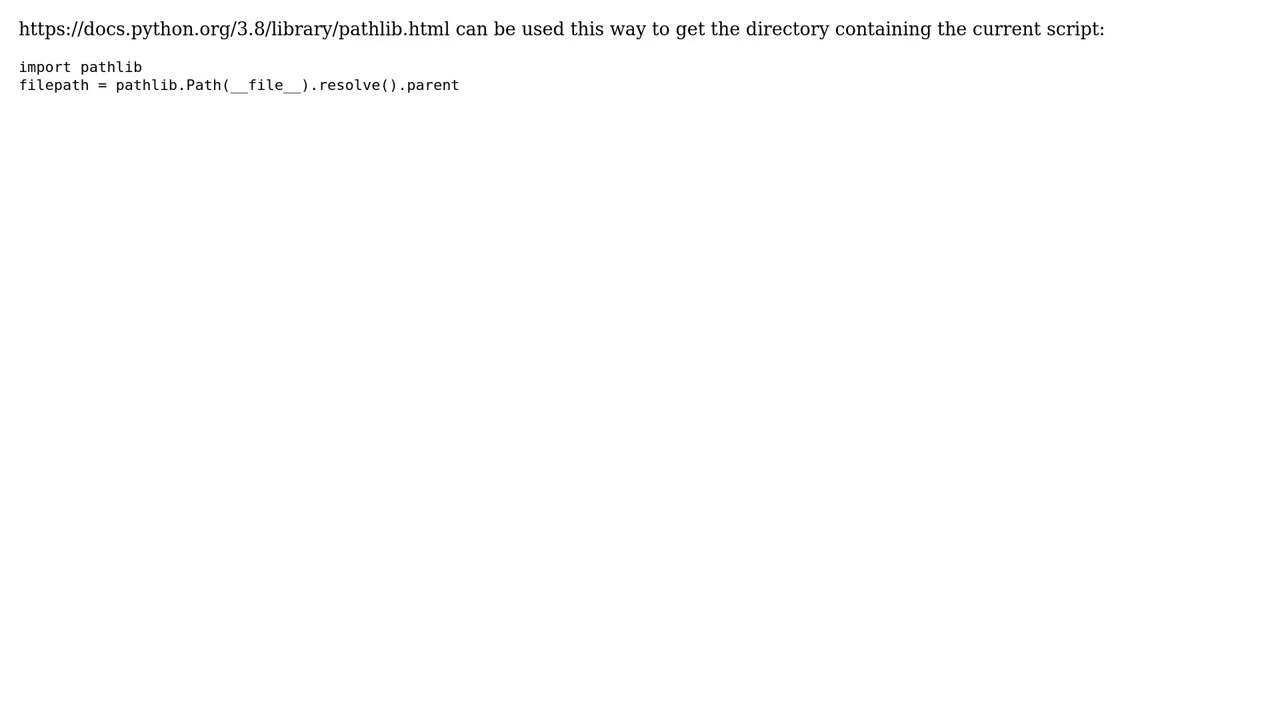 https://docs.python.org/3.8/library/pathlib.html can be used this way to get the directory containing the current script:
import pathlib
filepath = pathlib.Path(__file__).resolve().parent